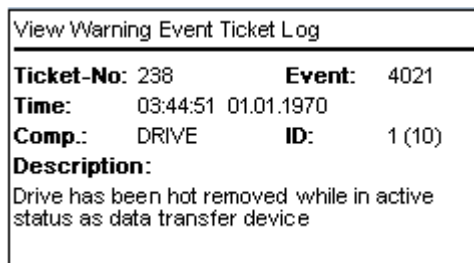 View Warning Event Ticket Log
Ticket-No: 238 Event: 4021
Time: 03:44:51 01.01.1970
Comp.: DRIVE ID: 1 (10)
Description:
Drive has been hot removed while in active
status as data transfer device